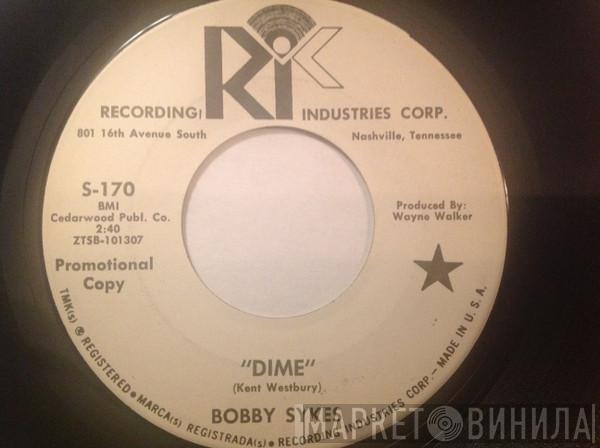 RIC
RECORDING INDUSTRIES CORP.
801 16th Avenue South
Nashville, Tennessee
S-170
BMI
Cedarwood Publ. Co.
2:40
ZTSB-101307
Promotional
Copy
Produced By:
Wayne Walker
"DIME"
(Kent Westbury)
BOBBY SYKES
TMK(s) ® REGISTERED • MARCA(s) REGISTRADA(s) • RECORDING INDUSTRIES CORP. — MADE IN U. S. A.
МАРКЕТ ВИНИЛА